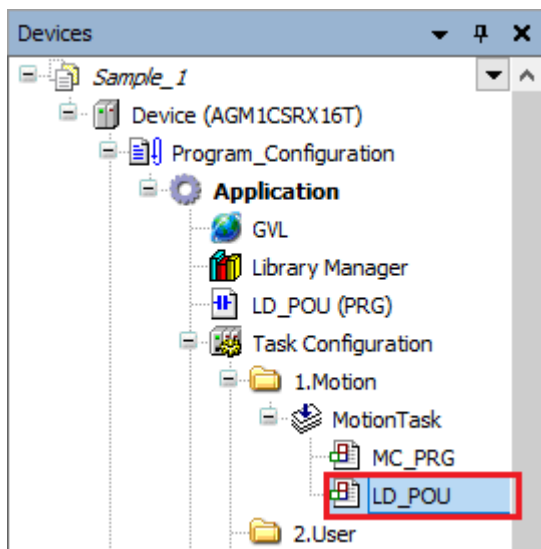 Devices
Sample_1
Device (AGM1CSRX16T)
Program_Configuration
Application
GVL
Library Manager
LD_POU (PRG)
Task Configuration
1.Motion
MotionTask
MC_PRG
LD_POU
2.User